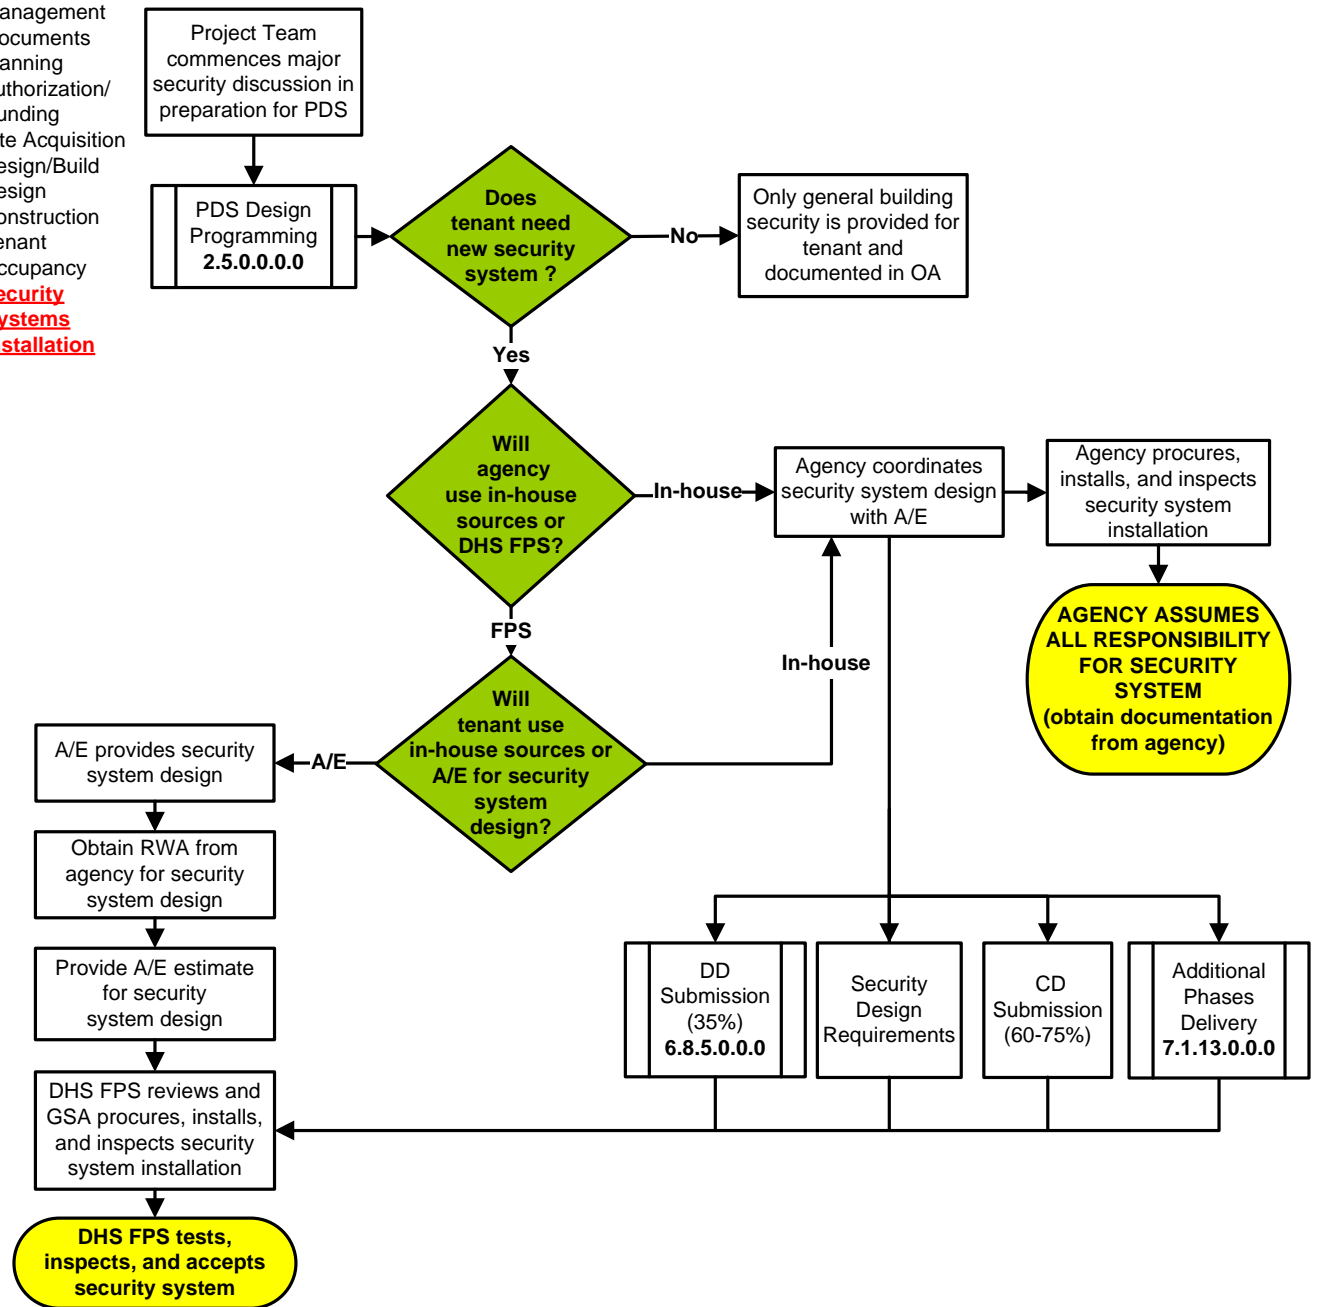 anagement
ocuments
anning
uthorization/
unding
te Acquisition
esign/Build
esign
onstruction
enant
ccupancy
ecurity
ystems
nstallation
Project Team
commences major
security discussion in
preparation for PDS
PDS Design
Programming
2.5.0.0.0.0
Does
tenant need
new security
system ?
No
Only general building
security is provided for
tenant and
documented in OA
Yes
Will
agency
use in-house
sources or
DHS FPS?
In-house
Agency coordinates
security system design
with A/E
Agency procures,
installs, and inspects
security system
installation
AGENCY ASSUMES
ALL RESPONSIBILITY
FOR SECURITY
SYSTEM
(obtain documentation
from agency)
FPS
In-house
Will
tenant use
in-house sources or
A/E for security
system
design?
A/E
A/E provides security
system design
Obtain RWA from
agency for security
system design
Provide A/E estimate
for security
system design
DHS FPS reviews and
GSA procures, installs,
and inspects security
system installation
DHS FPS tests,
inspects, and accepts
security system
DD
Submission
(35%)
6.8.5.0.0.0
Security
Design
Requirements
CD
Submission
(60-75%)
Additional
Phases
Delivery
7.1.13.0.0.0